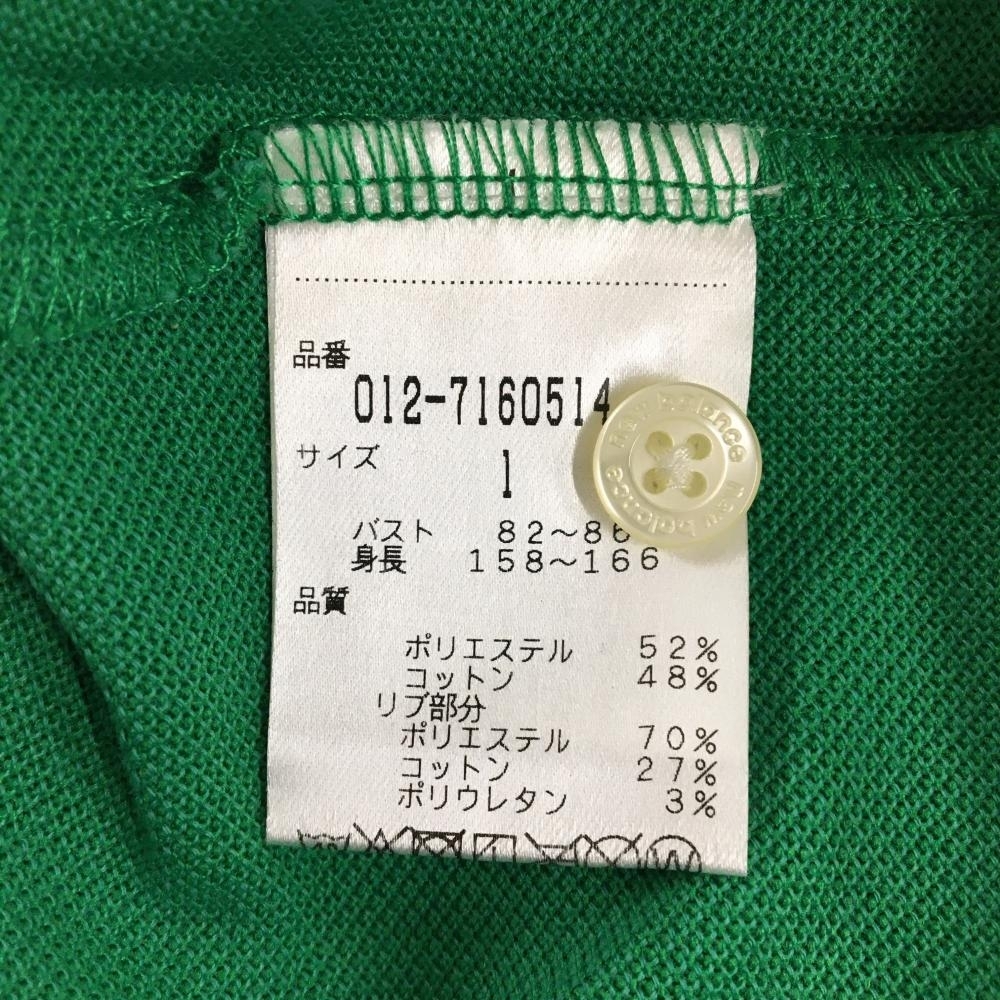 品番
012-7160514
サイズ
1
バスト 82～86
身長 158～166
品質
ポリエステル 52%
コットン 48%
リブ部分
ポリエステル 70%
コットン 27%
ポリウレタン 3%
new balance new balance